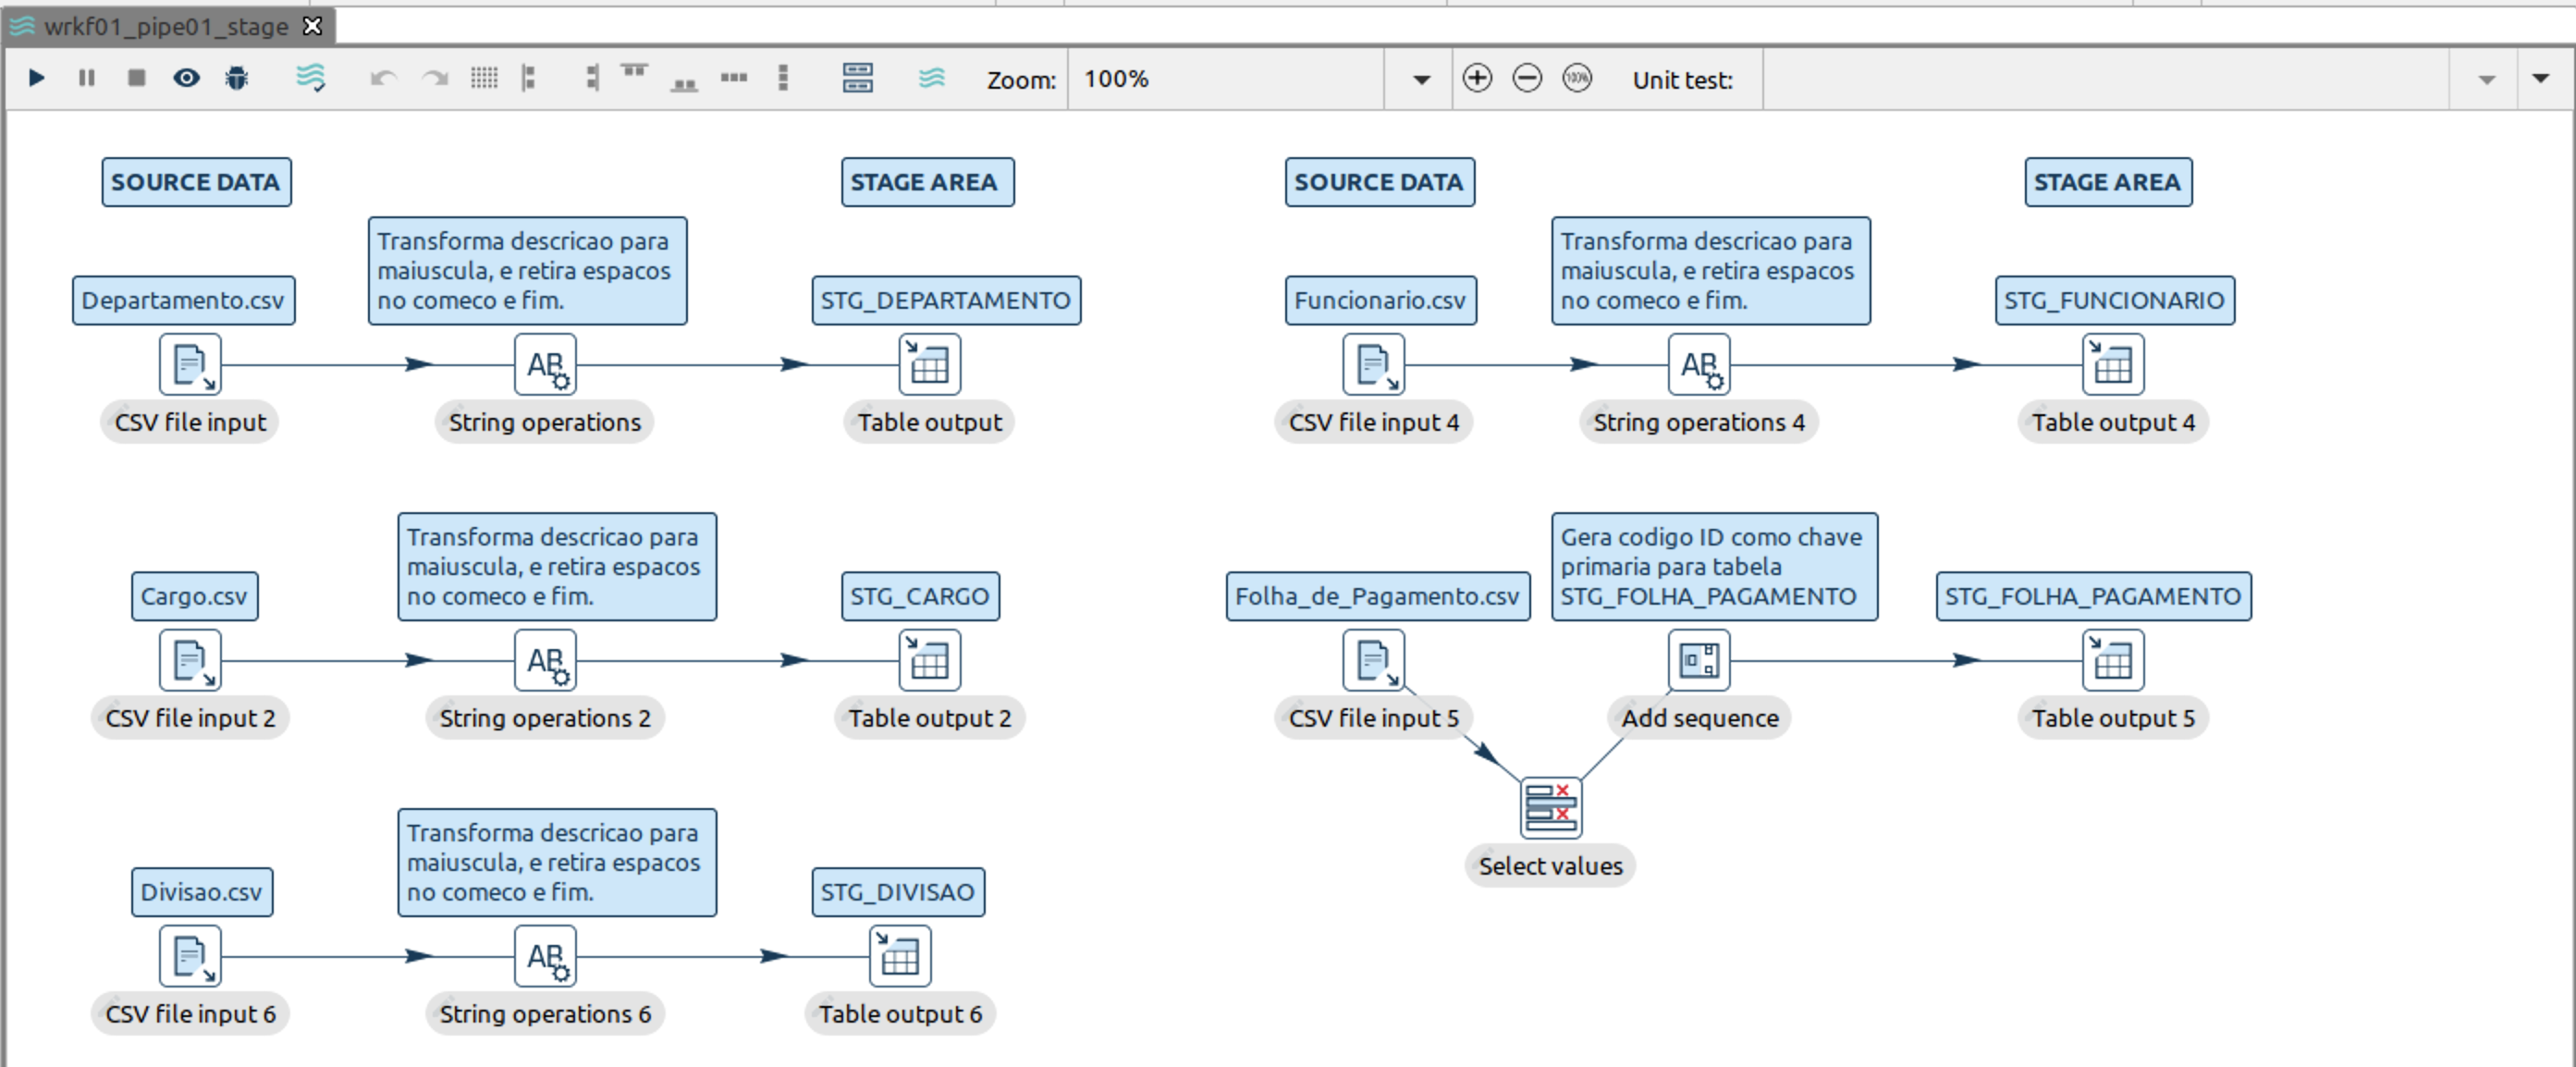 wrkf01_pipe01_stage
Zoom: 100% 100% Unit test:
SOURCE DATA
STAGE AREA
Transforma descricao para
maiuscula, e retira espacos
no comeco e fim.
Departamento.csv
STG_DEPARTAMENTO
CSV file input
String operations
Table output
Transforma descricao para
maiuscula, e retira espacos
no comeco e fim.
Cargo.csv
STG_CARGO
CSV file input 2
String operations 2
Table output 2
Transforma descricao para
maiuscula, e retira espacos
no comeco e fim.
Divisao.csv
STG_DIVISAO
CSV file input 6
String operations 6
Table output 6
SOURCE DATA
STAGE AREA
Transforma descricao para
maiuscula, e retira espacos
no comeco e fim.
Funcionario.csv
STG_FUNCIONARIO
CSV file input 4
String operations 4
Table output 4
Gera codigo ID como chave
primaria para tabela
STG_FOLHA_PAGAMENTO
Folha_de_Pagamento.csv
STG_FOLHA_PAGAMENTO
CSV file input 5
Add sequence
Table output 5
Select values